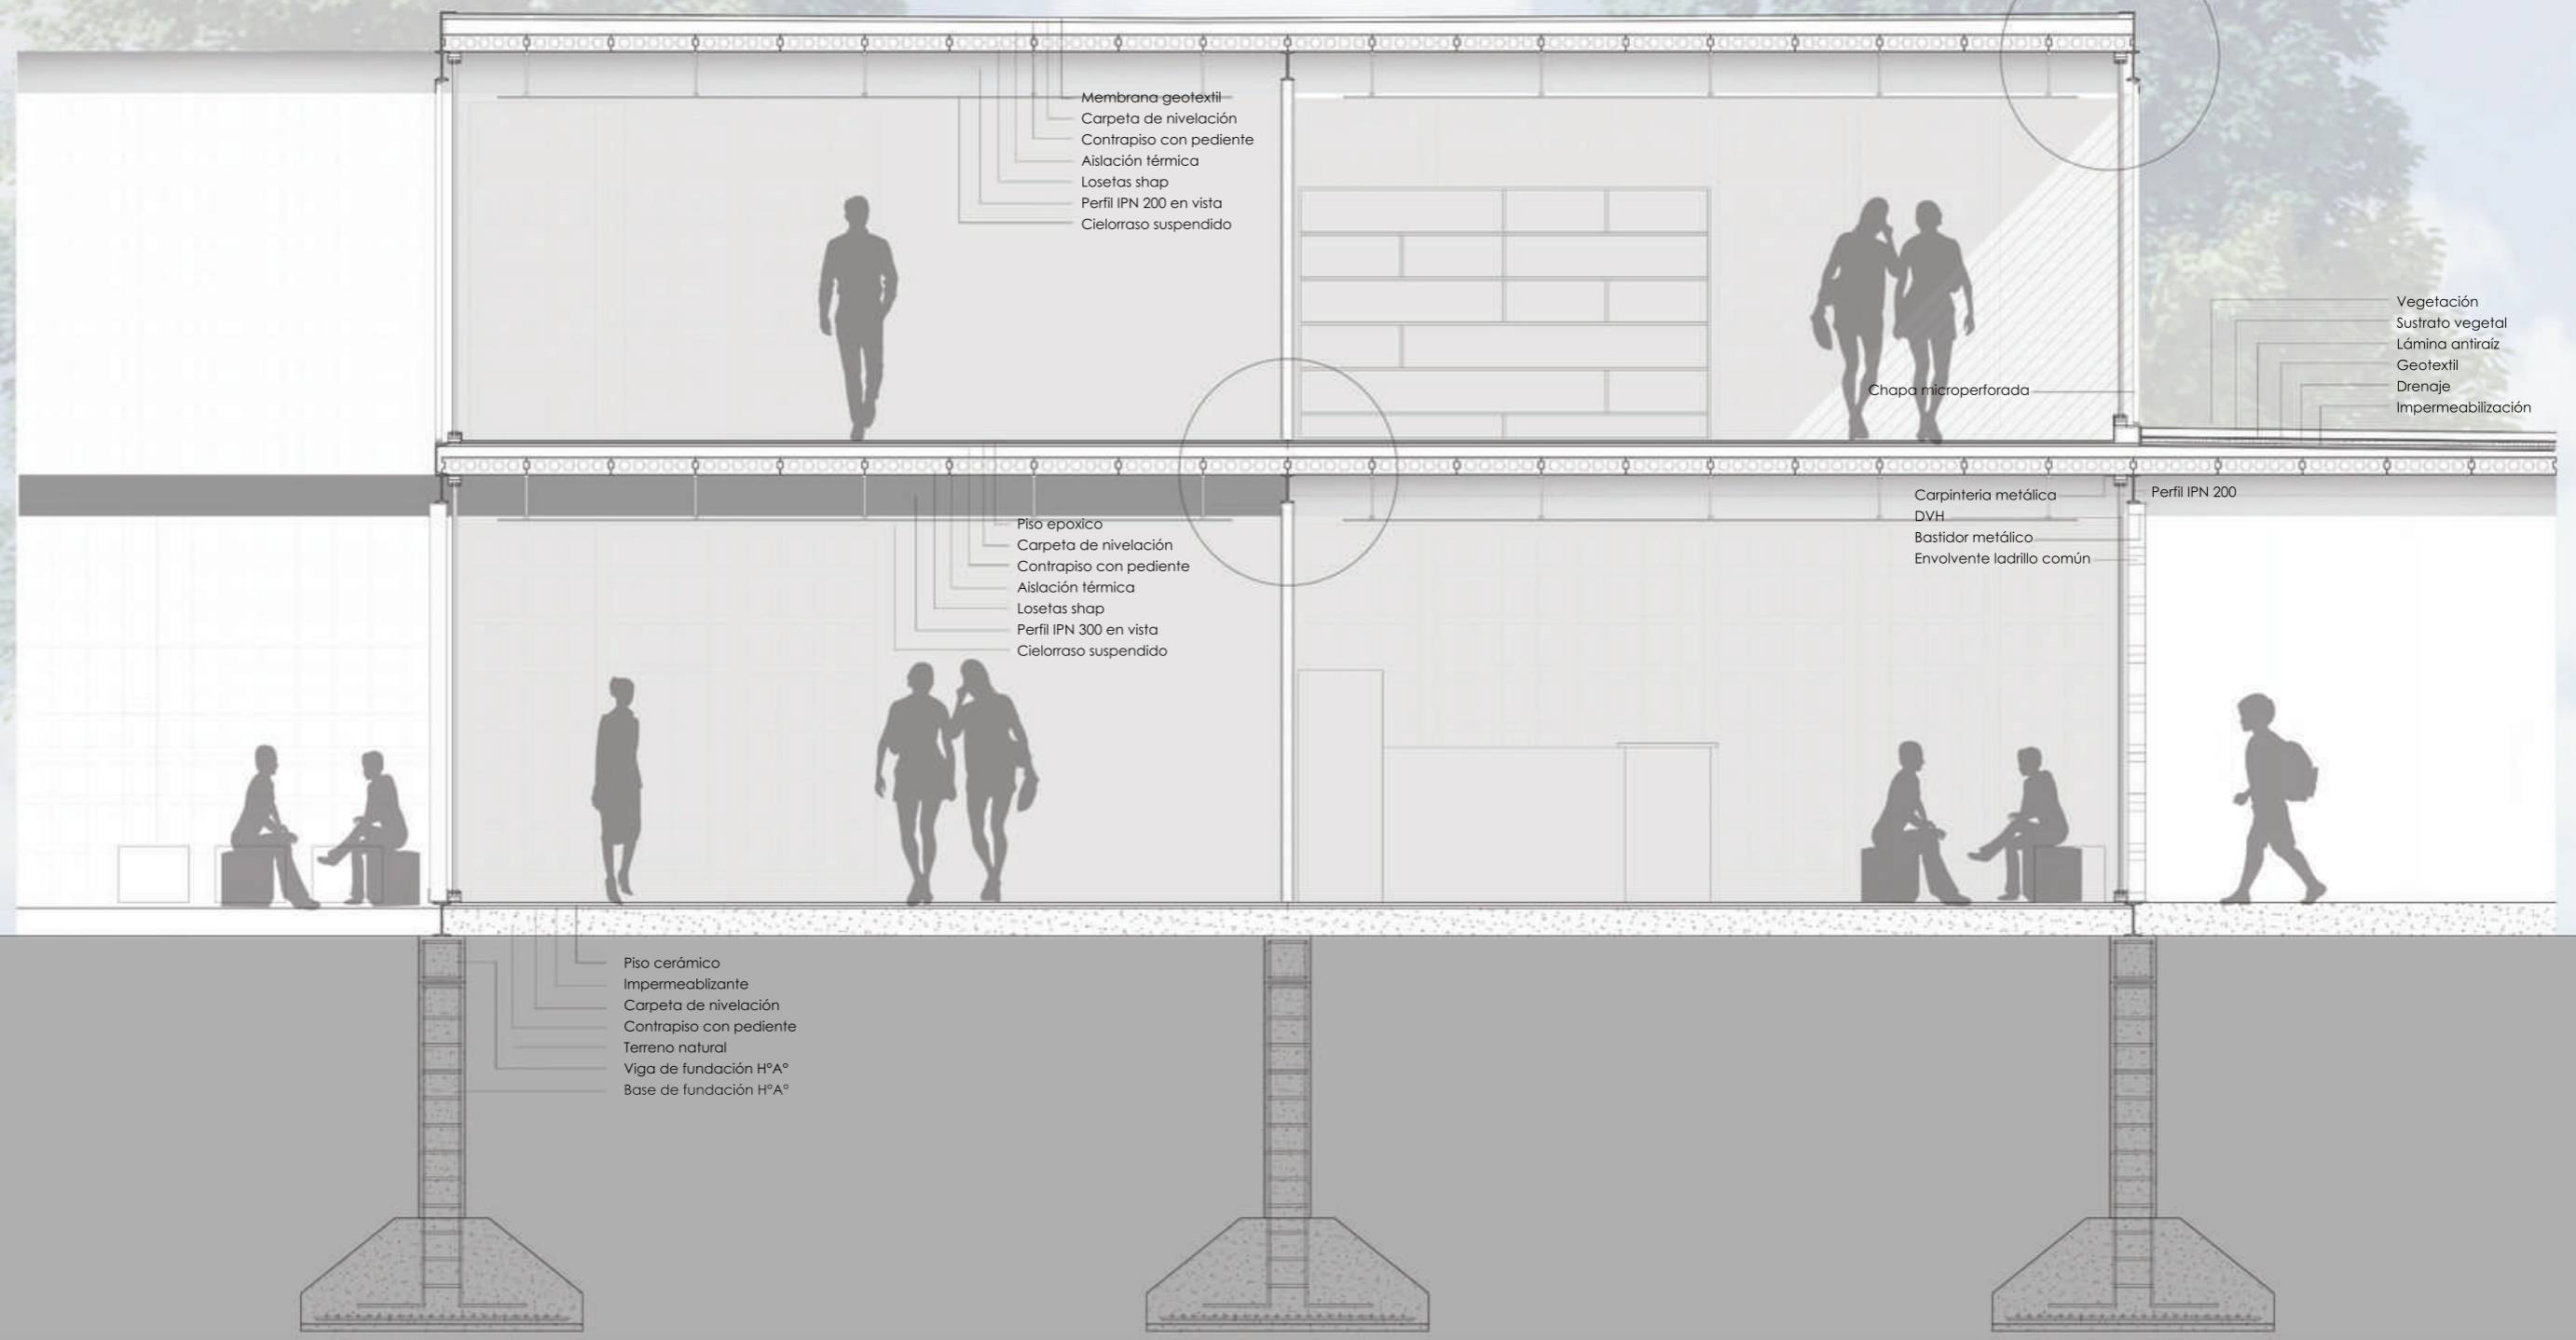 Membrana geotextil
Carpeta de nivelación
Contrapiso con pediente
Aislación térmica
Losetas shap
Perfil IPN 200 en vista
Cielorraso suspendido
Chapa microperforada
Vegetación
Sustrato vegetal
Lámina antiraíz
Geotextil
Drenaje
Impermeabilización
Carpinteria metálica
DVH
Bastidor metálico
Envolvente ladrillo común
Perfil IPN 200
Piso epoxico
Carpeta de nivelación
Contrapiso con pediente
Aislación térmica
Losetas shap
Perfil IPN 300 en vista
Cielorraso suspendido
Piso cerámico
Impermeablizante
Carpeta de nivelación
Contrapiso con pediente
Terreno natural
Viga de fundación H°A°
Base de fundación H°A°